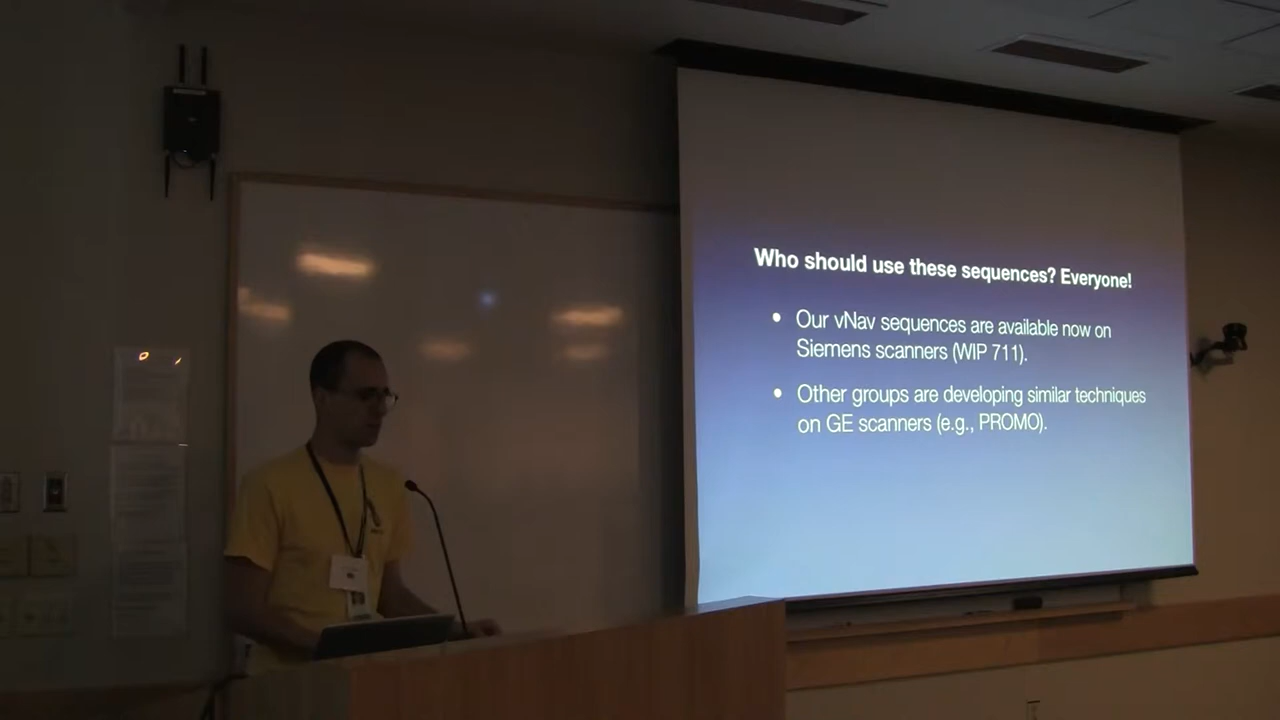 Who should use these sequences? Everyone!
• Our vNav sequences are available now on
Siemens scanners (WIP 711).
• Other groups are developing similar techniques
on GE scanners (e.g., PROMO).